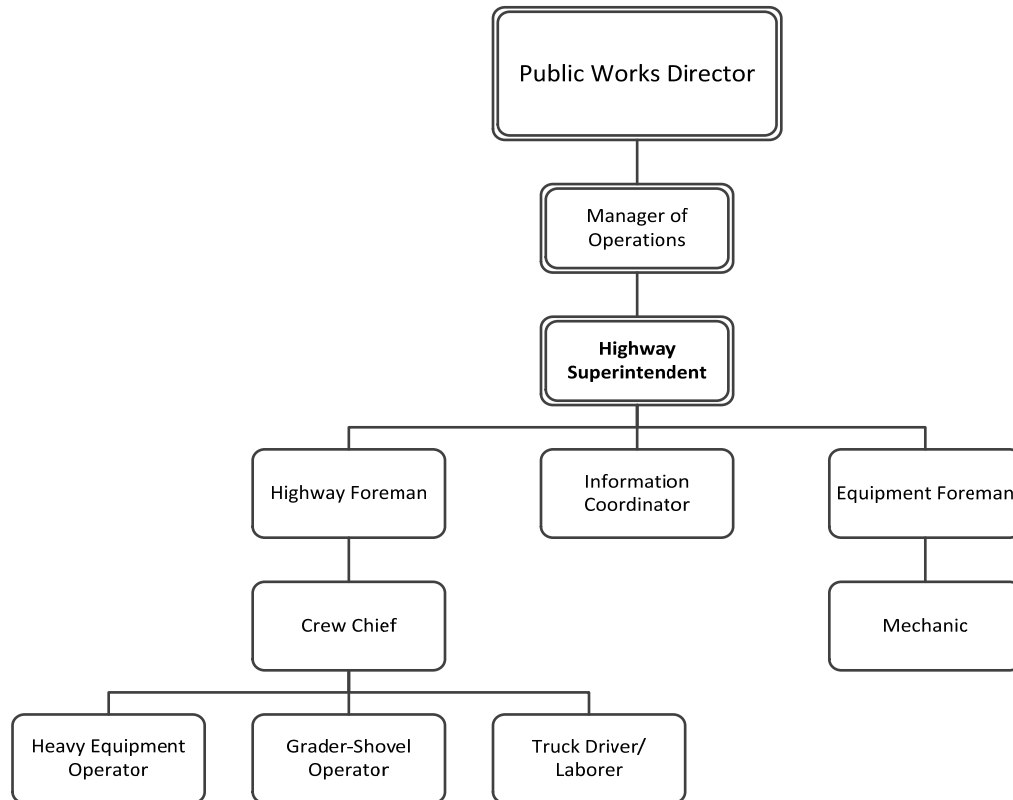 Public Works Director
Manager of
Operations
Highway
Superintendent
Highway Foreman
Information
Coordinator
Equipment Foreman
Crew Chief
Mechanic
Heavy Equipment
Operator
Grader-Shovel
Operator
Truck Driver/
Laborer